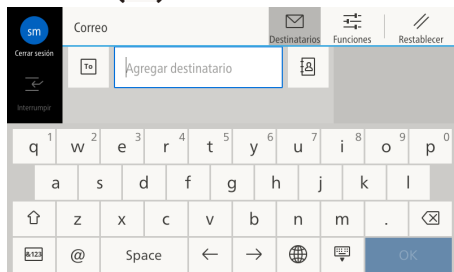 sm
Correo
Destinatarios
Funciones
Restablecer
Cerrar sesión
To
Agregar destinatario
Interrumpir
q 1 w 2 e 3 r 4 t 5 y 6 u 7 i 8 o 9 p 0
a s d f g h j k l
z x c v b n m .
&123 @ Space ← → OK